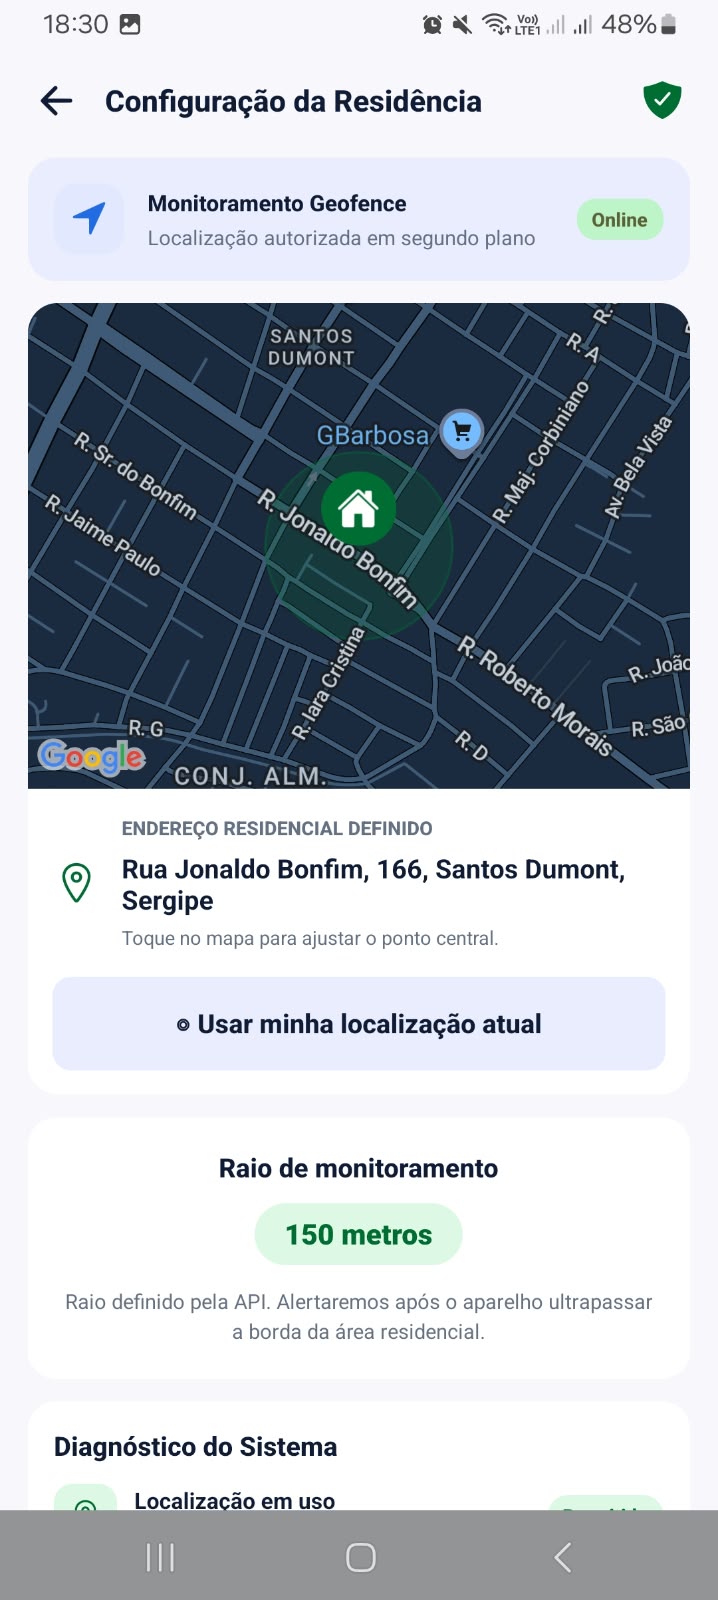 18:30
Vo))
LTE1
48%
Configuração da Residência
Monitoramento Geofence
Localização autorizada em segundo plano
Online
SANTOS
DUMONT
R. A
GBarbosa
R. Maj. Corbiniano
Av. Bela Vista
R. Sr. do Bonfim
R. Jaime Paulo
R. Jonaldo Bonfim
R. Iara Cristina
R. Roberto Morais
R. João
R. São
R. G
R. D
Google
CONJ. ALM.
ENDEREÇO RESIDENCIAL DEFINIDO
Rua Jonaldo Bonfim, 166, Santos Dumont,
Sergipe
Toque no mapa para ajustar o ponto central.
Usar minha localização atual
Raio de monitoramento
150 metros
Raio definido pela API. Alertaremos após o aparelho ultrapassar
a borda da área residencial.
Diagnóstico do Sistema
Localização em uso